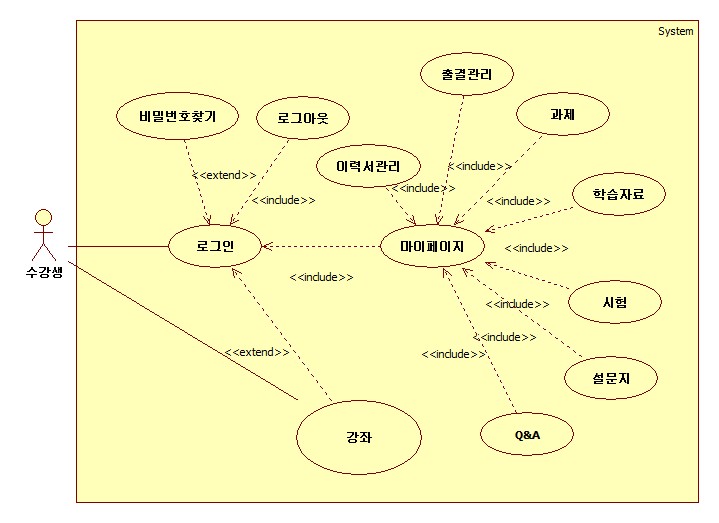 System
출결관리
비밀번호찾기
로그아웃
과제
<<include>>
이력서관리
<<extend>>
<<include>>
<<include>>
<<include>>
학습자료
수강생
로그인
마이페이지
<<include>>
<<include>>
<<include>>
시험
<<include>>
<<extend>>
<<include>>
설문지
강좌
Q&A